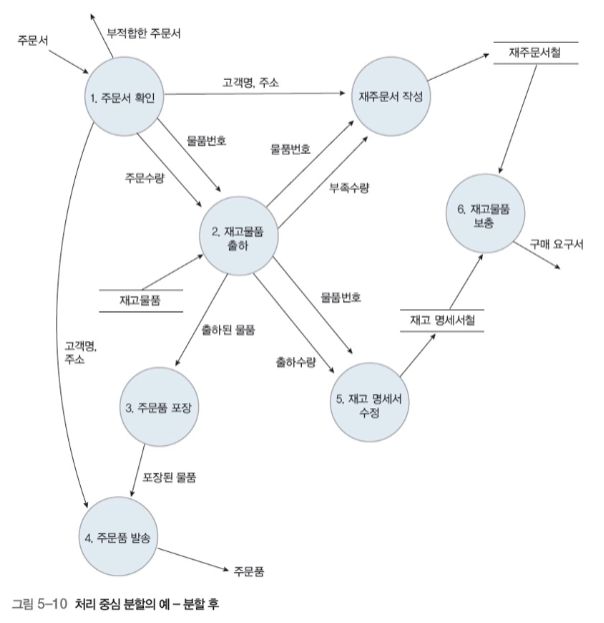 부적합한 주문서
주문서
재주문서철
고객명, 주소
1. 주문서 확인
재주문서 작성
물품번호
물품번호
주문수량
부족수량
6. 재고물품
보충
2. 재고물품
출하
구매 요구서
재고물품
물품번호
재고 명세서철
출하된 물품
고객명,
주소
출하수량
3. 주문품 포장
5. 재고 명세서
수정
포장된 물품
4. 주문품 발송
주문품
그림 5-10 처리 중심 분할의 예 – 분할 후